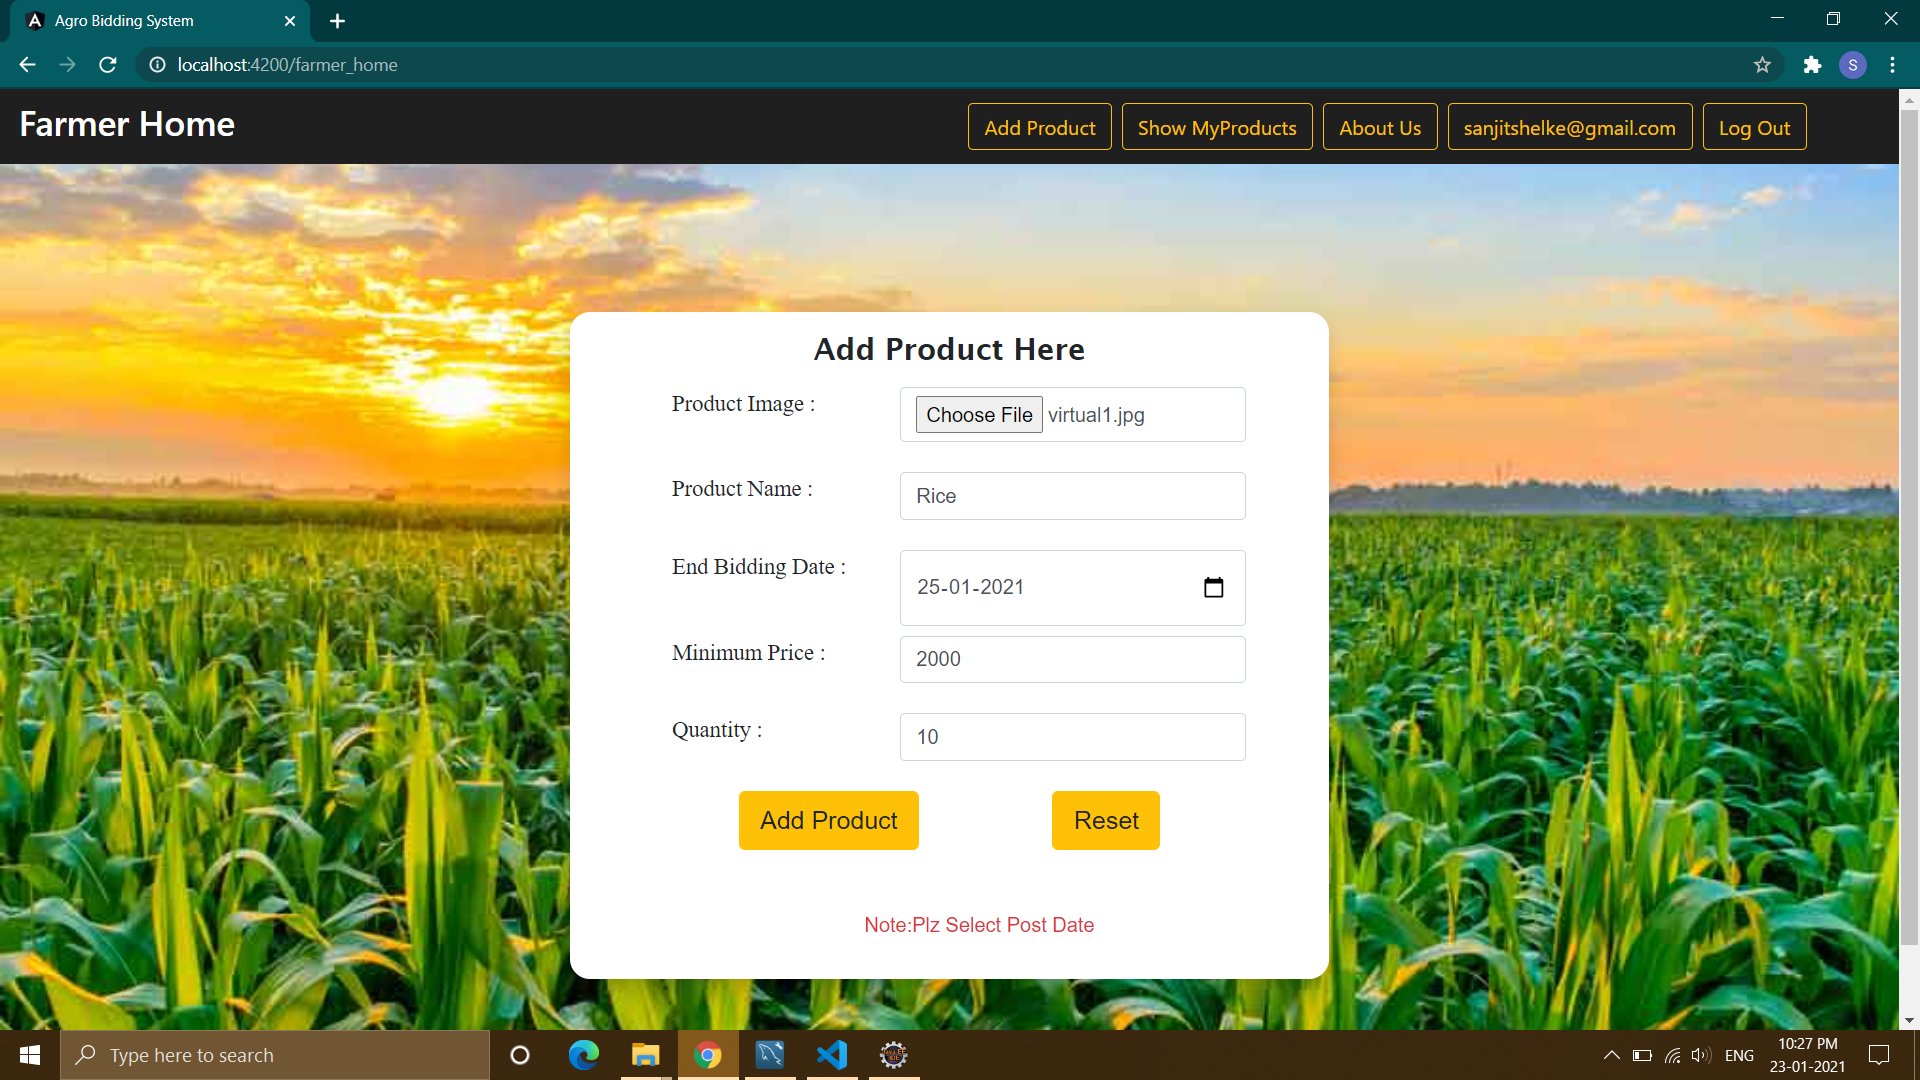 Agro Bidding System
localhost:4200/farmer_home
S
Farmer Home
Add Product
Show MyProducts
About Us
sanjitshelke@gmail.com
Log Out
Add Product Here
Product Image :
Choose File virtual1.jpg
Product Name :
Rice
End Bidding Date :
25-01-2021
Minimum Price :
2000
Quantity :
10
Add Product
Reset
Note:Plz Select Post Date
Type here to search
ENG
10:27 PM
23-01-2021